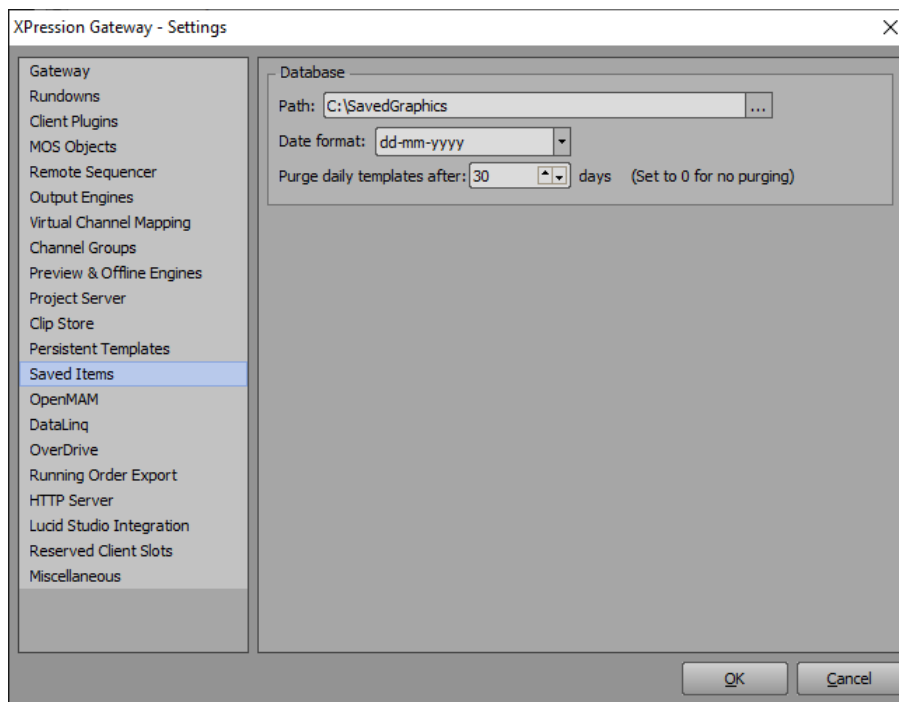 XPression Gateway - Settings
Gateway
Rundowns
Client Plugins
MOS Objects
Remote Sequencer
Output Engines
Virtual Channel Mapping
Channel Groups
Preview & Offline Engines
Project Server
Clip Store
Persistent Templates
Saved Items
OpenMAM
DataLinq
OverDrive
Running Order Export
HTTP Server
Lucid Studio Integration
Reserved Client Slots
Miscellaneous
Database
Path: C:\SavedGraphics ...
Date format: dd-mm-yyyy
Purge daily templates after: 30 days (Set to 0 for no purging)
OK Cancel